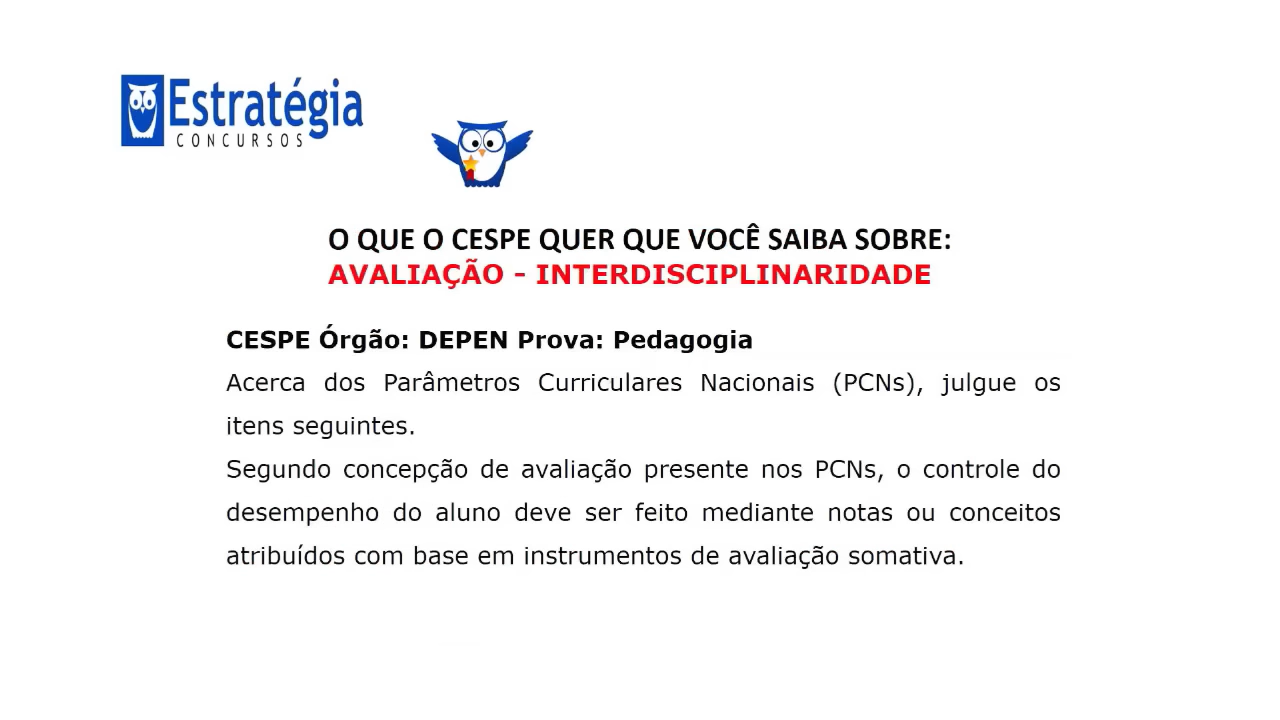 Estratégia
CONCURSOS
O QUE O CESPE QUER QUE VOCÊ SAIBA SOBRE:
AVALIAÇÃO - INTERDISCIPLINARIDADE
CESPE Órgão: DEPEN Prova: Pedagogia
Acerca dos Parâmetros Curriculares Nacionais (PCNs), julgue os
itens seguintes.
Segundo concepção de avaliação presente nos PCNs, o controle do
desempenho do aluno deve ser feito mediante notas ou conceitos
atribuídos com base em instrumentos de avaliação somativa.